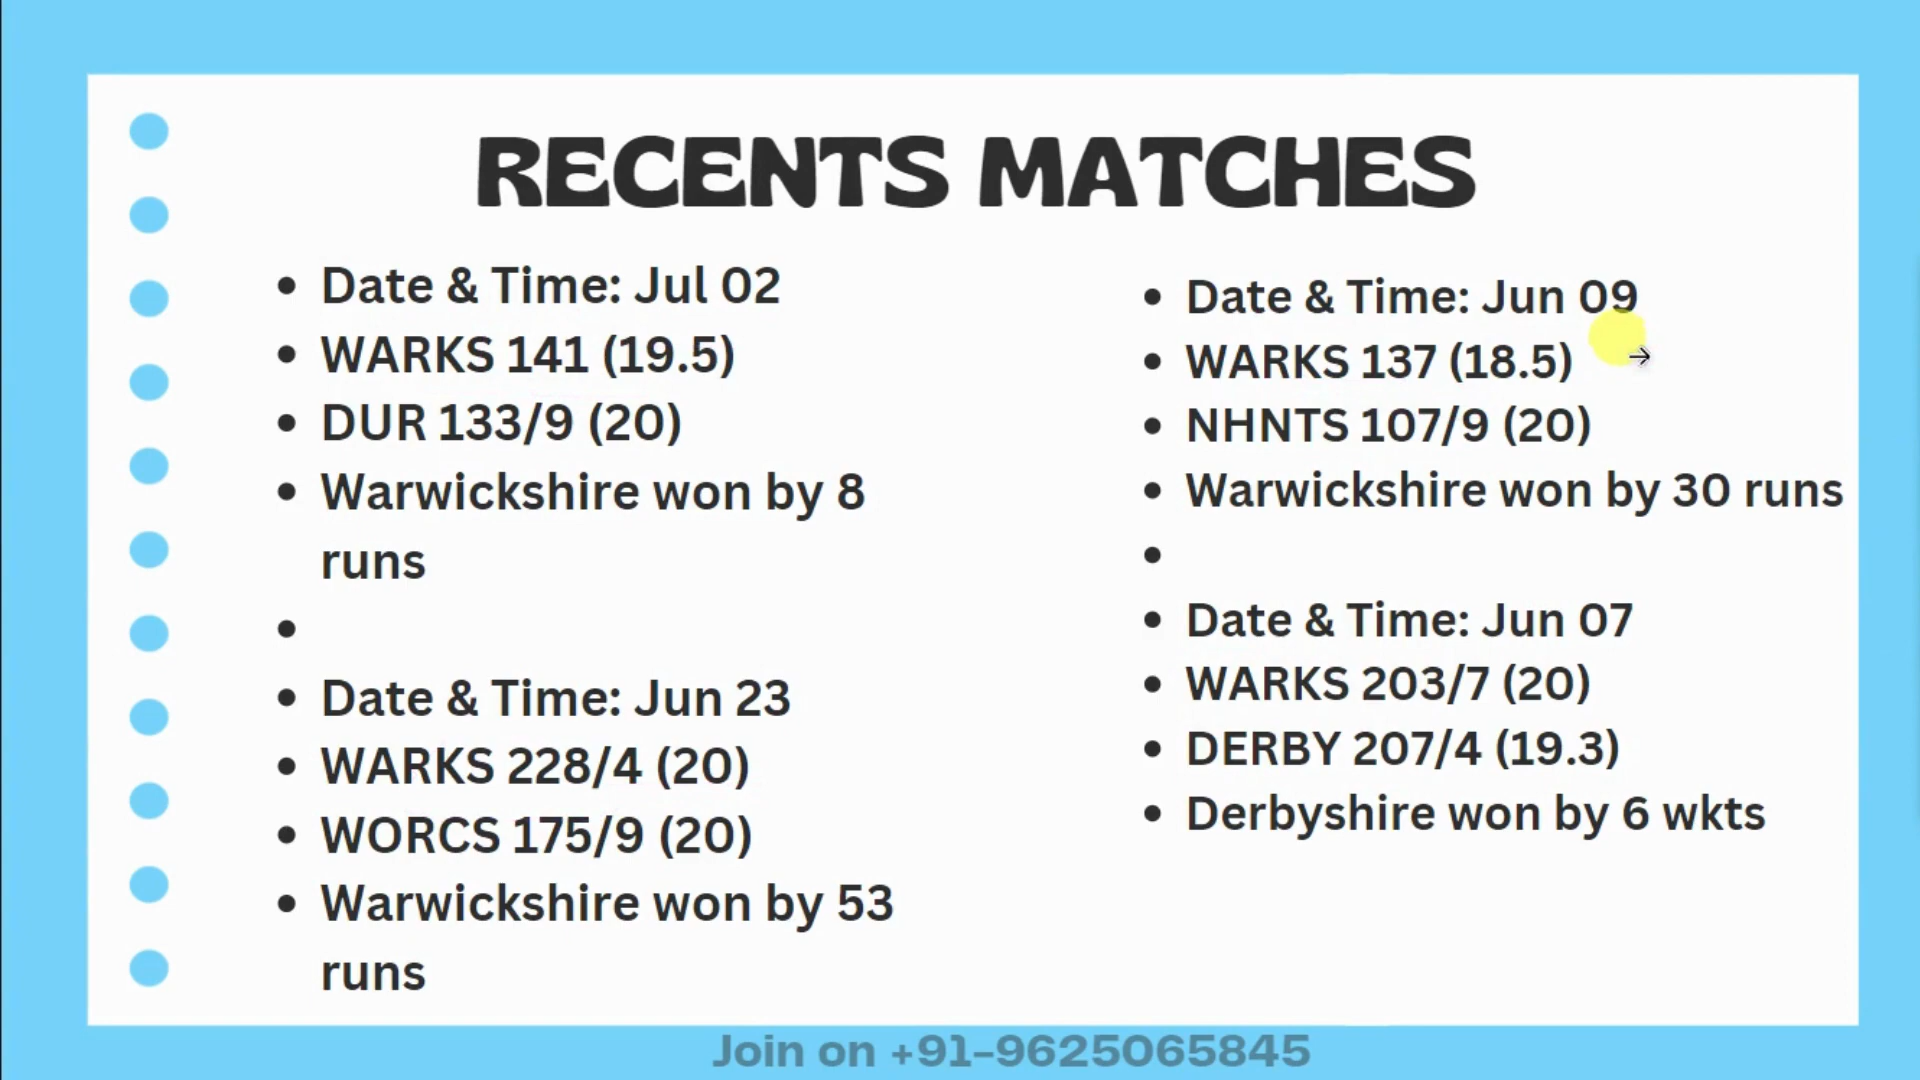 RECENTS MATCHES
• Date & Time: Jul 02
• WARKS 141 (19.5)
• DUR 133/9 (20)
• Warwickshire won by 8
runs
•
• Date & Time: Jun 23
• WARKS 228/4 (20)
• WORCS 175/9 (20)
• Warwickshire won by 53
runs
• Date & Time: Jun 09
• WARKS 137 (18.5)
• NHNTS 107/9 (20)
• Warwickshire won by 30 runs
•
• Date & Time: Jun 07
• WARKS 203/7 (20)
• DERBY 207/4 (19.3)
• Derbyshire won by 6 wkts
Join on +91-9625065845